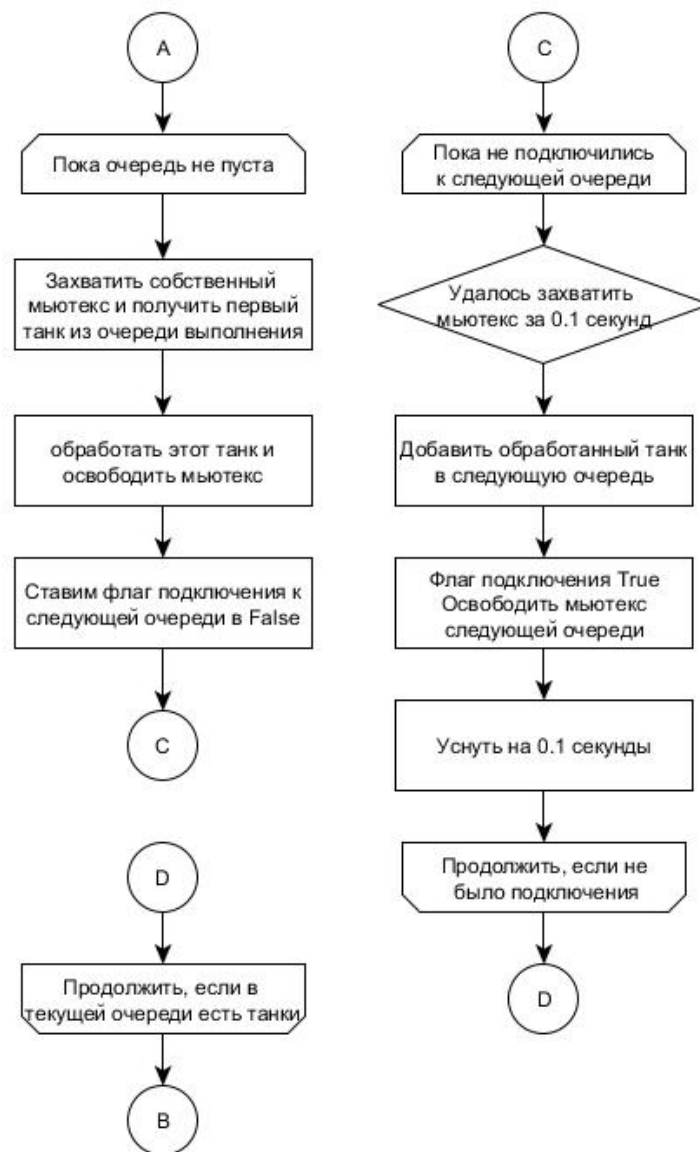 A
Пока очередь не пуста
Захватить собственный
мьютекс и получить первый
танк из очереди выполнения
обработать этот танк и
освободить мьютекс
Ставим флаг подключения к
следующей очереди в False
C
D
Продолжить, если в
текущей очереди есть танки
B
C
Пока не подключились
к следующей очереди
Удалось захватить
мьютекс за 0.1 секунд
Добавить обработанный танк
в следующую очередь
Флаг подключения True
Освободить мьютекс
следующей очереди
Уснуть на 0.1 секунды
Продолжить, если не
было подключения
D